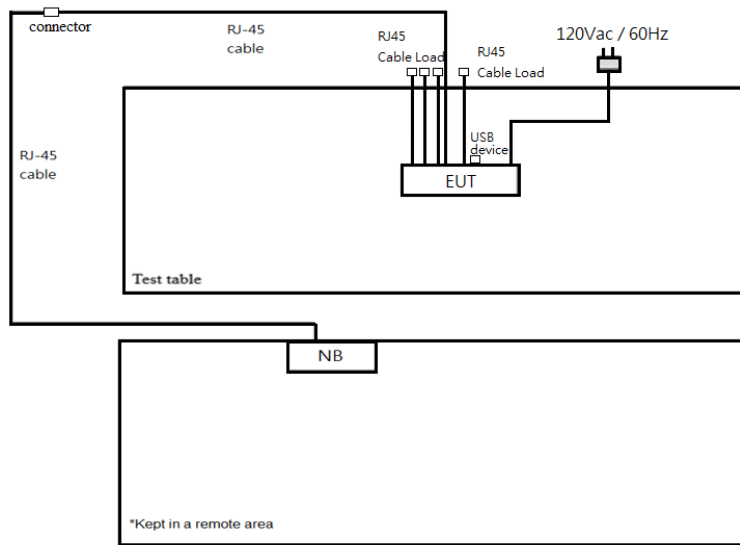 connector
RJ-45
cable
RJ45
Cable Load
RJ45
Cable Load
120Vac / 60Hz
RJ-45
cable
USB
device
EUT
Test table
NB
*Kept in a remote area